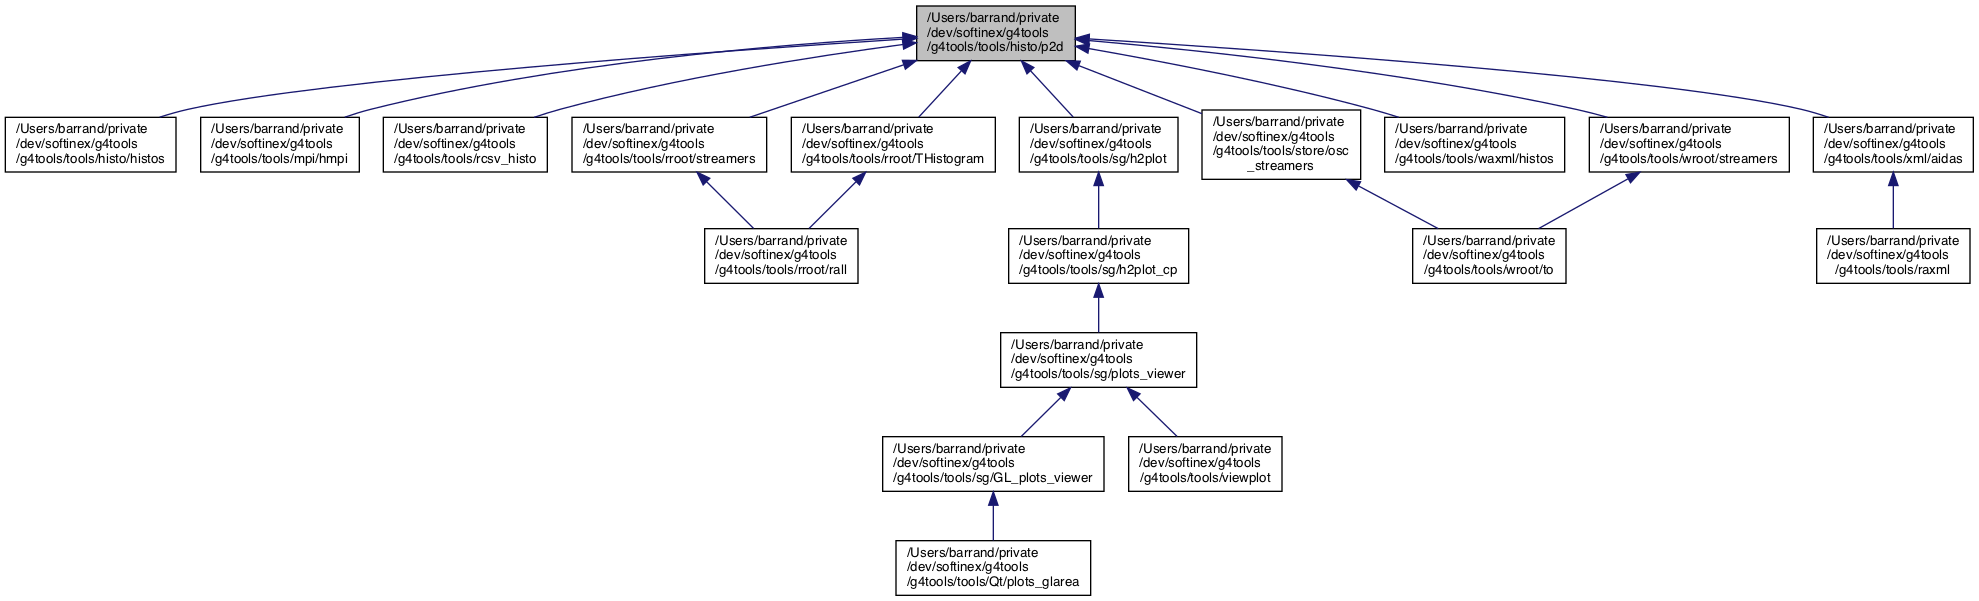 /Users/barrand/private
/dev/softinex/g4tools
/g4tools/tools/histo/p2d
/Users/barrand/private
/dev/softinex/g4tools
/g4tools/tools/histo/histos
/Users/barrand/private
/dev/softinex/g4tools
/g4tools/tools/mpi/hmpi
/Users/barrand/private
/dev/softinex/g4tools
/g4tools/tools/rcsv_histo
/Users/barrand/private
/dev/softinex/g4tools
/g4tools/tools/rroot/streamers
/Users/barrand/private
/dev/softinex/g4tools
/g4tools/tools/rroot/THistogram
/Users/barrand/private
/dev/softinex/g4tools
/g4tools/tools/sg/h2plot
/Users/barrand/private
/dev/softinex/g4tools
/g4tools/tools/store/osc
_streamers
/Users/barrand/private
/dev/softinex/g4tools
/g4tools/tools/waxml/histos
/Users/barrand/private
/dev/softinex/g4tools
/g4tools/tools/wroot/streamers
/Users/barrand/private
/dev/softinex/g4tools
/g4tools/tools/xml/aidas
/Users/barrand/private
/dev/softinex/g4tools
/g4tools/tools/rroot/rall
/Users/barrand/private
/dev/softinex/g4tools
/g4tools/tools/sg/h2plot_cp
/Users/barrand/private
/dev/softinex/g4tools
/g4tools/tools/wroot/to
/Users/barrand/private
/dev/softinex/g4tools
/g4tools/tools/raxml
/Users/barrand/private
/dev/softinex/g4tools
/g4tools/tools/sg/plots_viewer
/Users/barrand/private
/dev/softinex/g4tools
/g4tools/tools/sg/GL_plots_viewer
/Users/barrand/private
/dev/softinex/g4tools
/g4tools/tools/viewplot
/Users/barrand/private
/dev/softinex/g4tools
/g4tools/tools/Qt/plots_glarea